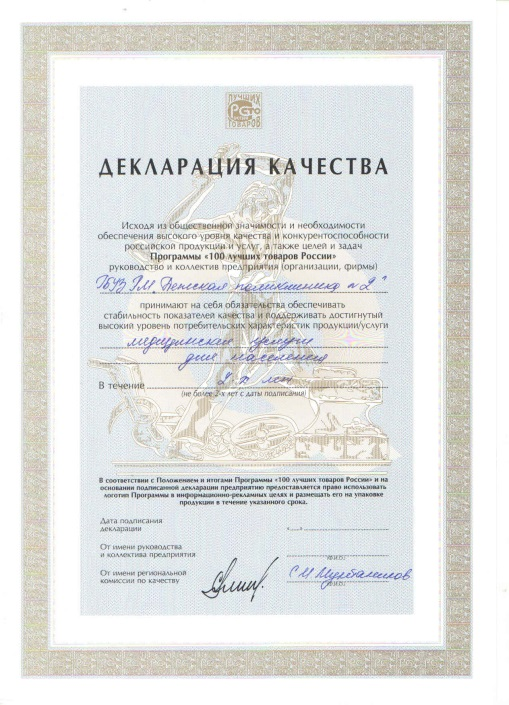 ЛУЧШИХ
ТОВАРОВ
ДЕКЛАРАЦИЯ КАЧЕСТВА
Исходя из общественной значимости и необходимости
обеспечения высокого уровня качества и конкурентоспособности
российской продукции и услуг, а также целей и задач
Программы «100 лучших товаров России»
руководство и коллектив предприятия (организации, фирмы)
ГБУЗ РМ Детская поликлиника №2"
принимают на себя обязательства обеспечивать
стабильность показателей качества и поддерживать достигнутый
высокий уровень потребительских характеристик продукции/услуги
медицинские услуги
для населения
В течение 2-х лет
(не более 2-х лет с даты подписания)
В соответствии с Положением и итогами Программы «100 лучших товаров России» и на
основании подписанной декларации предприятию предоставляется право использовать
логотип Программы в информационно-рекламных целях и размещать его на упаковке
продукции в течение указанного срока.
Дата подписания
декларации «....»
От имени руководства
и коллектива предприятия
(Ф.И.О.)
От имени региональной
комиссии по качеству С И
(Ф.И.О.)